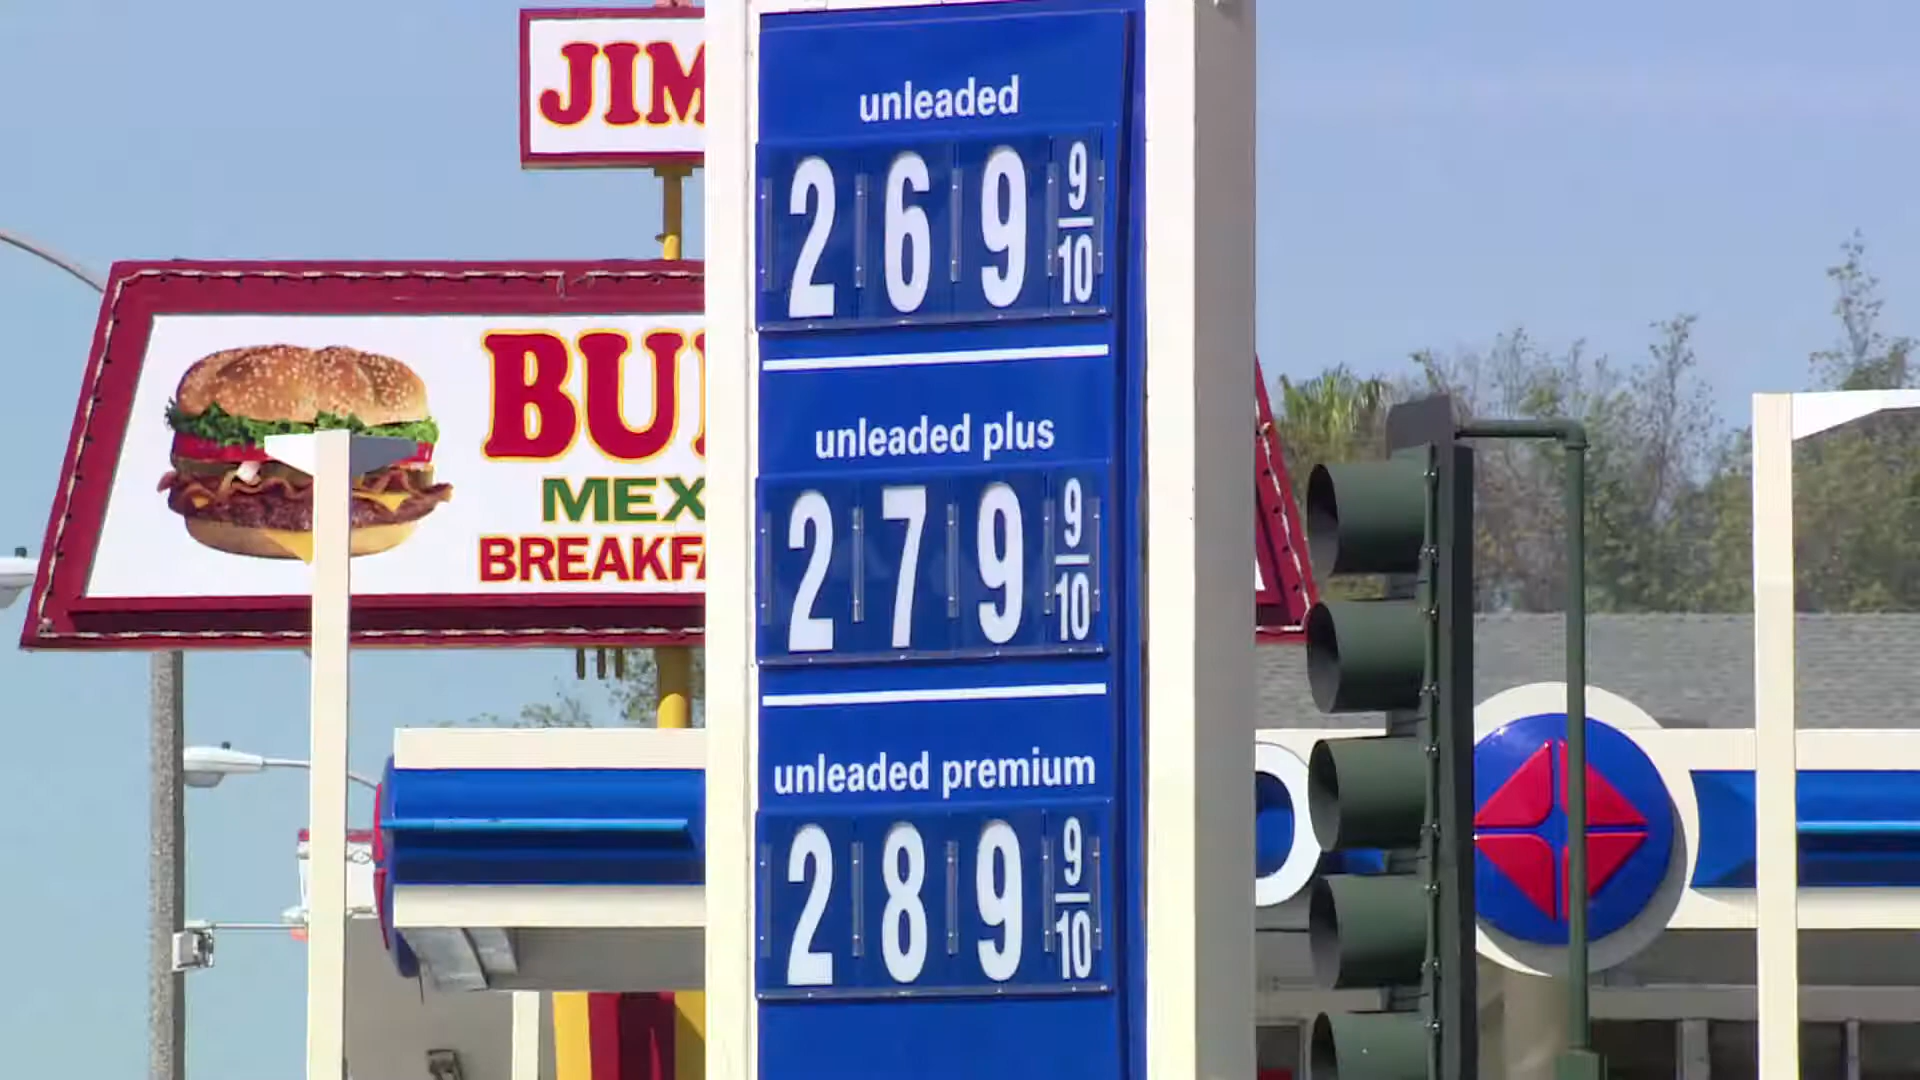 JIM
BU
MEX
BREAKFA
unleaded
2 6 9 9/10
unleaded plus
2 7 9 9/10
unleaded premium
2 8 9 9/10